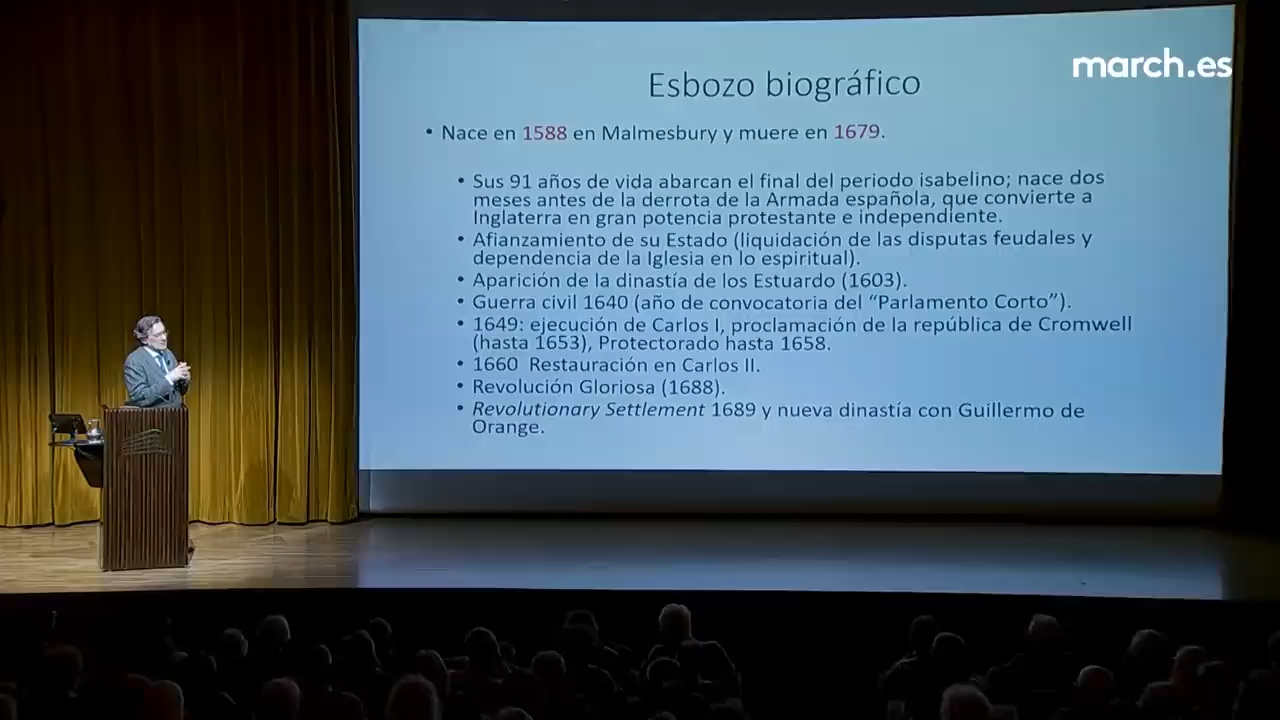 march.es
Esbozo biográfico
• Nace en 1588 en Malmesbury y muere en 1679.
• Sus 91 años de vida abarcan el final del periodo isabelino; nace dos
meses antes de la derrota de la Armada española, que convierte a
Inglaterra en gran potencia protestante e independiente.
• Afianzamiento de su Estado (liquidación de las disputas feudales y
dependencia de la Iglesia en lo espiritual).
• Aparición de la dinastía de los Estuardo (1603).
• Guerra civil 1640 (año de convocatoria del “Parlamento Corto”).
• 1649: ejecución de Carlos I, proclamación de la república de Cromwell
(hasta 1653), Protectorado hasta 1658.
• 1660 Restauración en Carlos II.
• Revolución Gloriosa (1688).
• Revolutionary Settlement 1689 y nueva dinastía con Guillermo de
Orange.